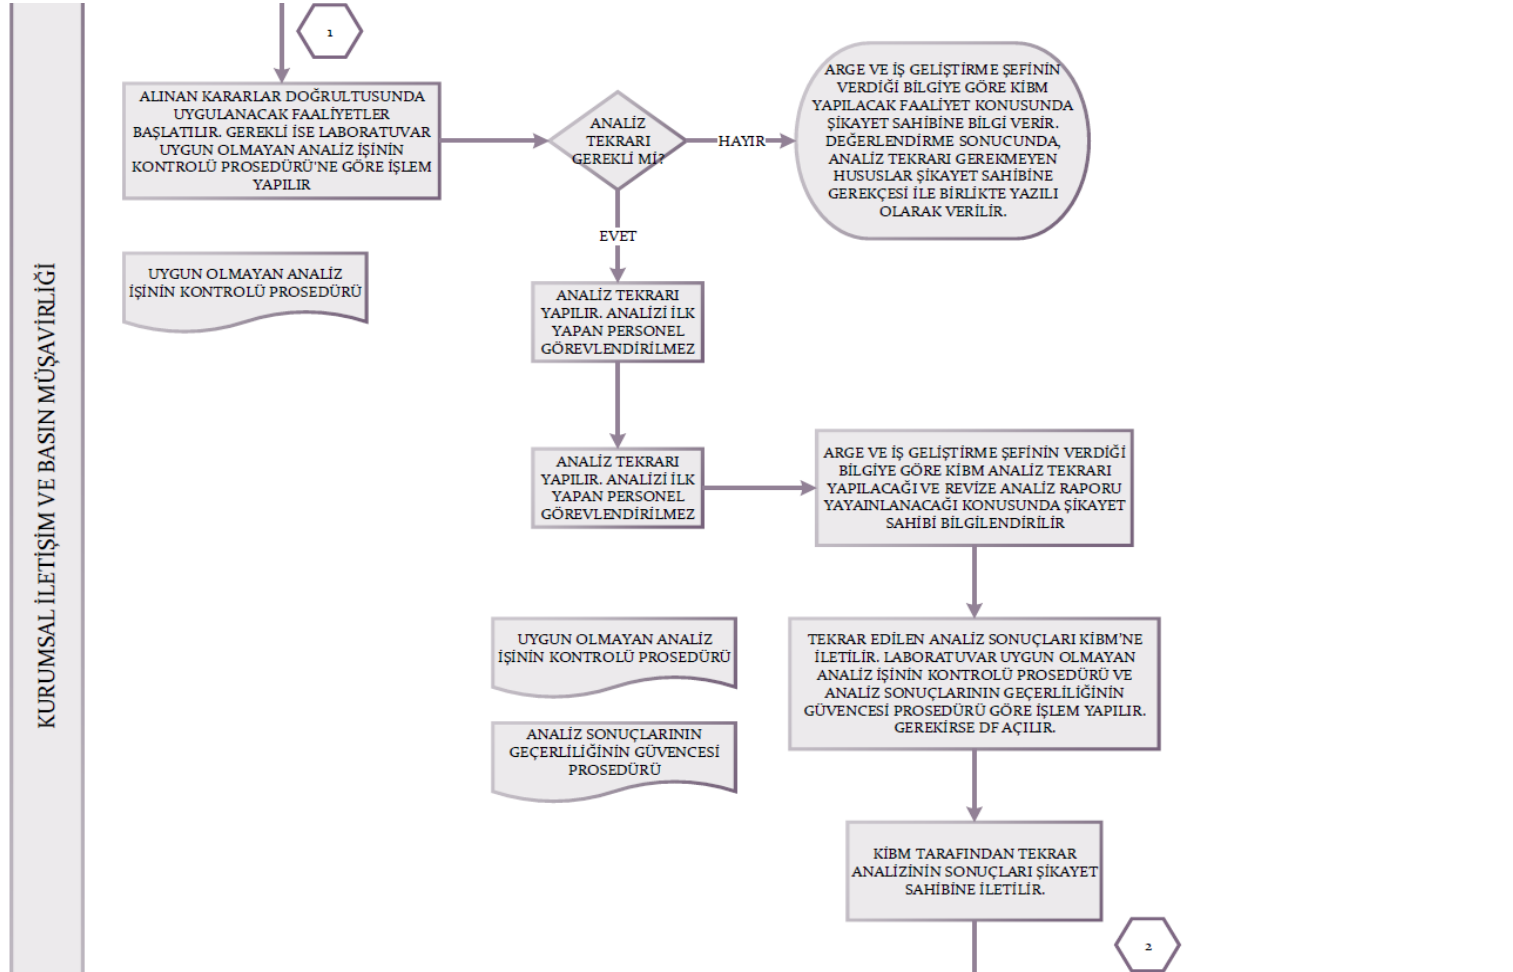 KURUMSAL İLETİŞİM VE BASIN MÜŞAVİRLİĞİ
1
ALINAN KARARLAR DOĞRULTUSUNDA
UYGULANACAK FAALİYETLER
BAŞLATILIR. GEREKLİ İSE LABORATUVAR
UYGUN OLMAYAN ANALİZ İŞİNİN
KONTROLÜ PROSEDÜRÜ'NE GÖRE İŞLEM
YAPILIR
ANALİZ
TEKRARI
GEREKLİ Mİ?
HAYIR
ARGE VE İŞ GELİŞTİRME ŞEFİNİN
VERDİĞİ BİLGİYE GÖRE KİBM
YAPILACAK FAALİYET KONUSUNDA
ŞİKAYET SAHİBİNE BİLGİ VERİR.
DEĞERLENDİRME SONUCUNDA,
ANALİZ TEKRARI GEREKMEYEN
HUSUSLAR ŞİKAYET SAHİBİNE
GEREKÇESİ İLE BİRLİKTE YAZILI
OLARAK VERİLİR.
EVET
UYGUN OLMAYAN ANALİZ
İŞİNİN KONTROLÜ PROSEDÜRÜ
ANALİZ TEKRARI
YAPILIR. ANALİZİ İLK
YAPAN PERSONEL
GÖREVLENDİRİLMEZ
ANALİZ TEKRARI
YAPILIR. ANALİZİ İLK
YAPAN PERSONEL
GÖREVLENDİRİLMEZ
ARGE VE İŞ GELİŞTİRME ŞEFİNİN VERDİĞİ
BİLGİYE GÖRE KİBM ANALİZ TEKRARI
YAPILACAĞI VE REVİZE ANALİZ RAPORU
YAYAINLANACAĞI KONUSUNDA ŞİKAYET
SAHİBİ BİLGİLENDİRİLİR
UYGUN OLMAYAN ANALİZ
İŞİNİN KONTROLÜ PROSEDÜRÜ
TEKRAR EDİLEN ANALİZ SONUÇLARI KİBM'NE
İLETİLİR. LABORATUVAR UYGUN OLMAYAN
ANALİZ İŞİNİN KONTROLÜ PROSEDÜRÜ VE
ANALİZ SONUÇLARININ GEÇERLİLİĞİNİN
GÜVENCESİ PROSEDÜRÜ GÖRE İŞLEM YAPILIR.
GEREKİRSE DF AÇILIR.
ANALİZ SONUÇLARININ
GEÇERLİLİĞİNİN GÜVENCESİ
PROSEDÜRÜ
KİBM TARAFINDAN TEKRAR
ANALİZİNİN SONUÇLARI ŞİKAYET
SAHİBİNE İLETİLİR.
2